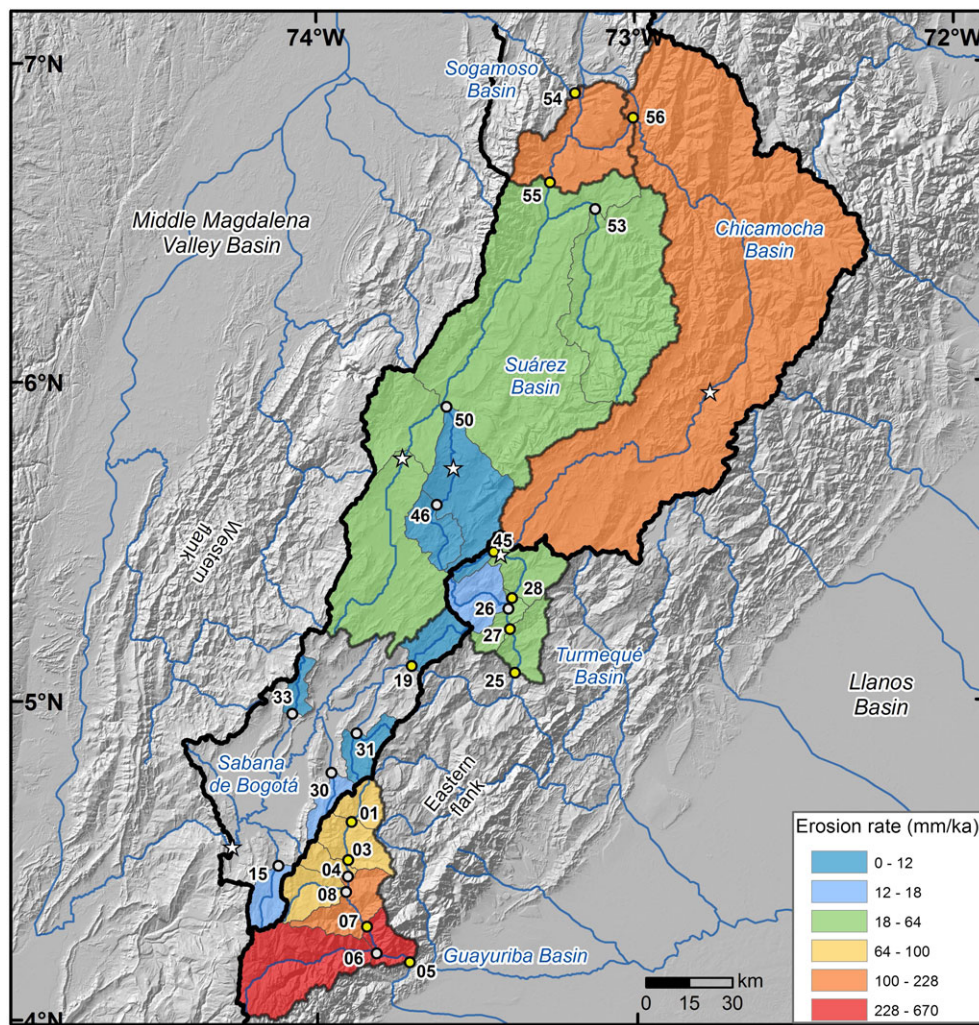 74°W
73°W
72°W
7°N
Sogamoso
Basin
54
56
55
Middle Magdalena
Valley Basin
53
Chicamocha
Basin
Suárez
Basin
6°N
50
46
Western
flank
45
28
26
27
Turmequé
Basin
25
19
Llanos
Basin
5°N
33
31
Sabana
de Bogotá
30
Eastern
flank
01
03
04
15
08
07
06
05
Guayuriba Basin
km
0 15 30
4°N
74°W
73°W
Erosion rate (mm/ka)
0 - 12
12 - 18
18 - 64
64 - 100
100 - 228
228 - 670